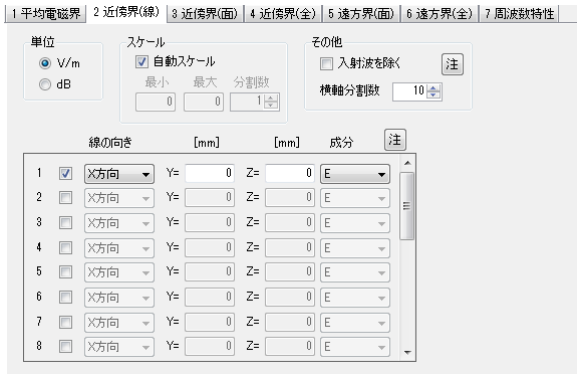 1 平均電磁界 2 近傍界(線) 3 近傍界(面) 4 近傍界(全) 5 遠方界(面) 6 遠方界(全) 7 周波数特性
単位 スケール その他
V/m 自動スケール 入射波を除く 注
dB 最小 最大 分割数 横軸分割数 10
0 0 1
線の向き [mm] [mm] 成分 注
1 X方向 Y= 0 Z= 0 E
2 X方向 Y= 0 Z= 0 E
3 X方向 Y= 0 Z= 0 E
4 X方向 Y= 0 Z= 0 E
5 X方向 Y= 0 Z= 0 E
6 X方向 Y= 0 Z= 0 E
7 X方向 Y= 0 Z= 0 E
8 X方向 Y= 0 Z= 0 E